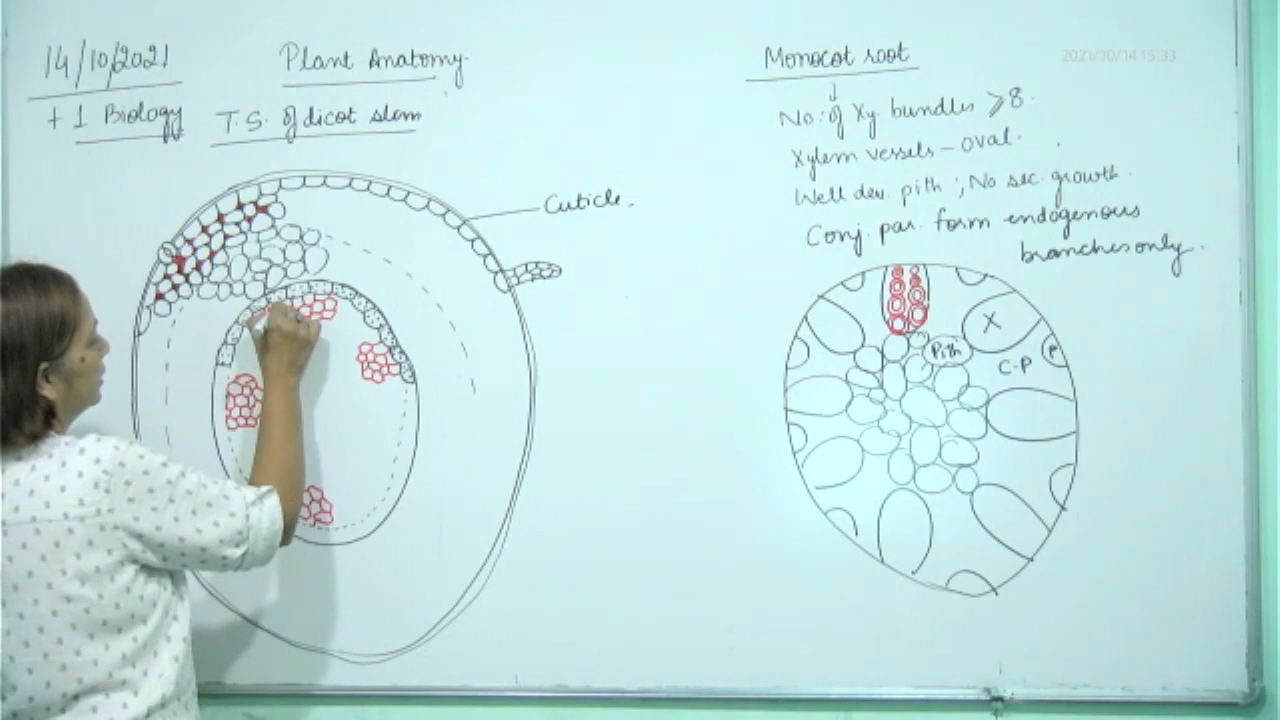 14/10/2021
Plant Anatomy
+1 Biology
T.S. of dicot stem
Cuticle.
Monocot root
2021/10/14 15:33
No: of Xy. bundles ⩾8.
Xylem vessels – oval.
Well dev. pith ; No sec. growth.
Conj. par. form endogenous
branches only.
X
Pith
P
C-P